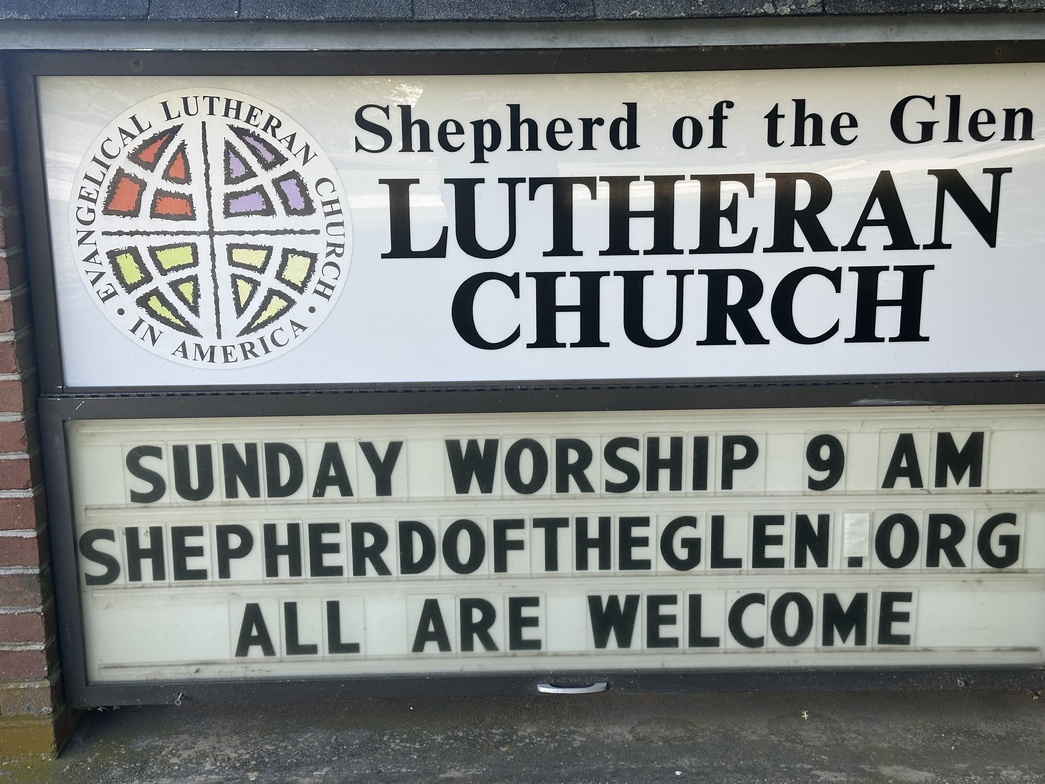 EVANGELICAL LUTHERAN CHURCH
• IN AMERICA •
Shepherd of the Glen
LUTHERAN
CHURCH
SUNDAY WORSHIP 9 AM
SHEPHERDOFTHEGLEN.ORG
ALL ARE WELCOME